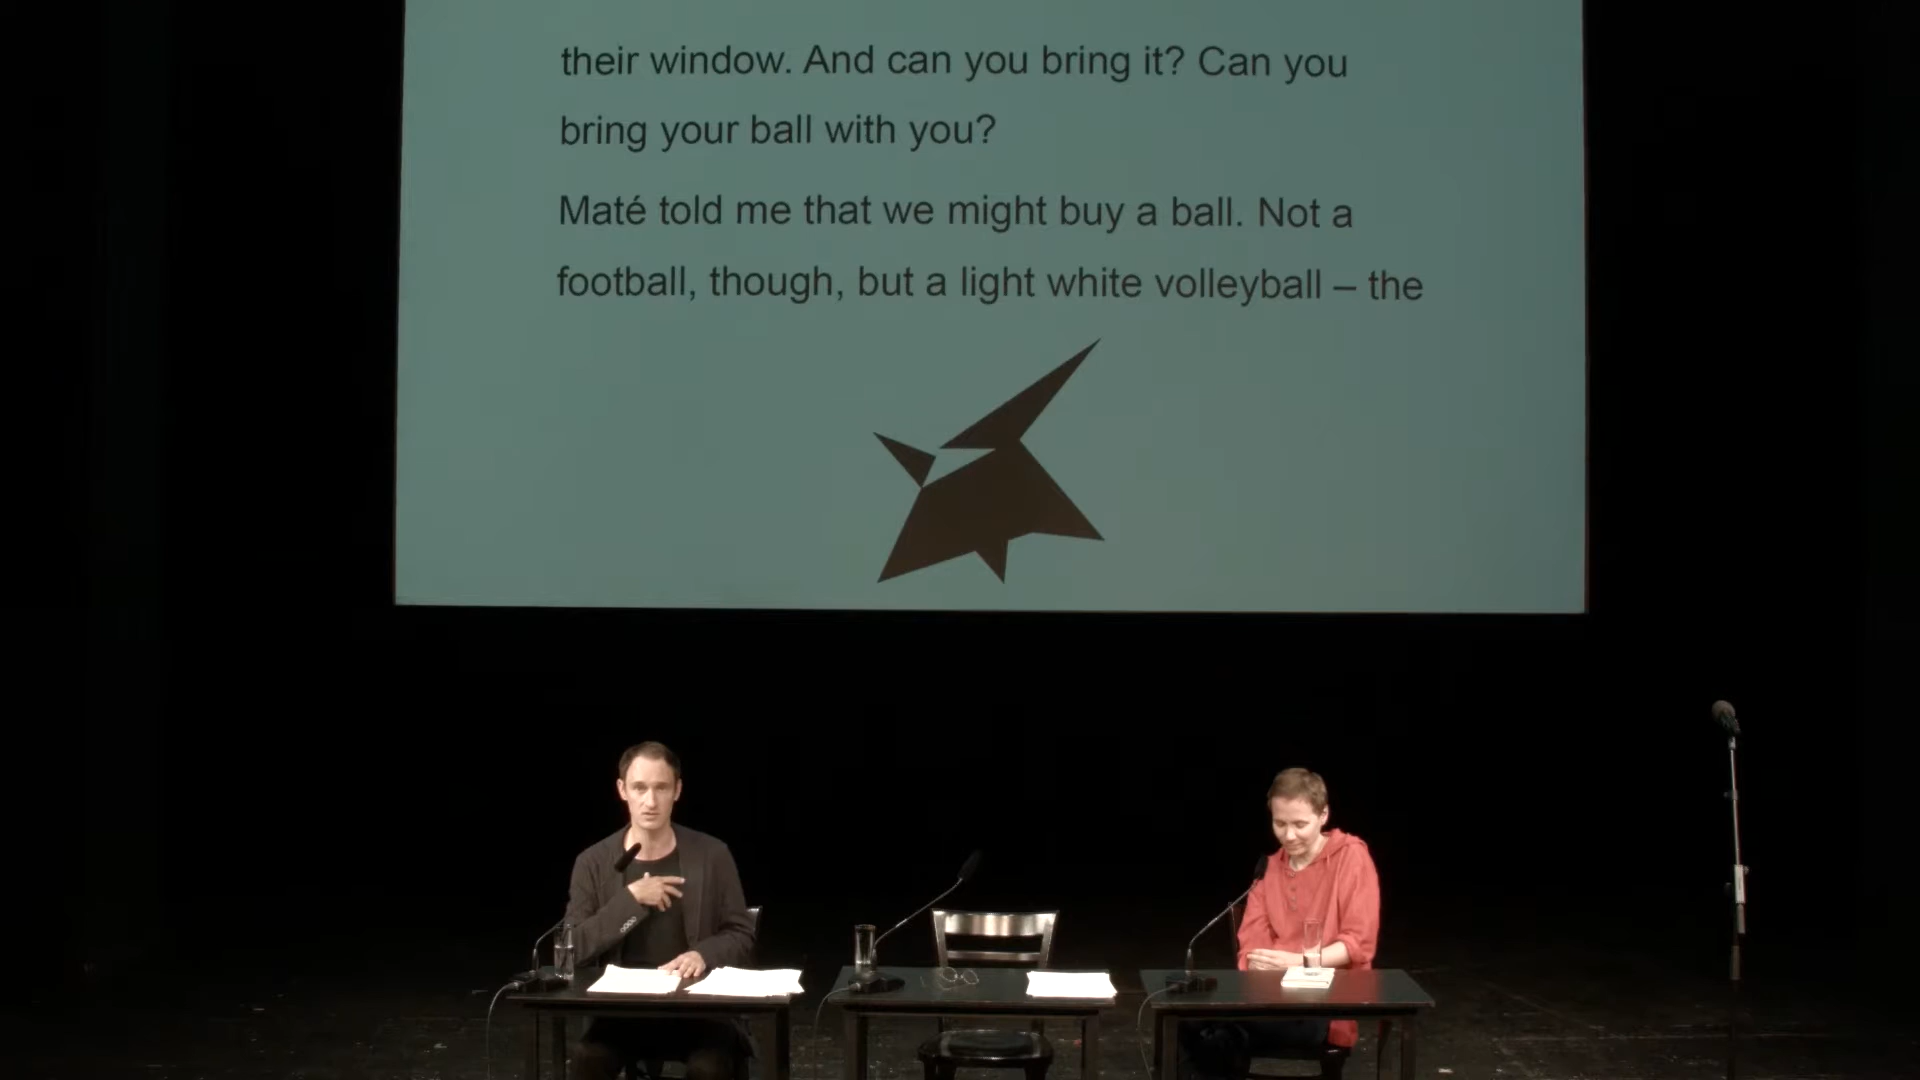 their window. And can you bring it? Can you
bring your ball with you?
Maté told me that we might buy a ball. Not a
football, though, but a light white volleyball – the